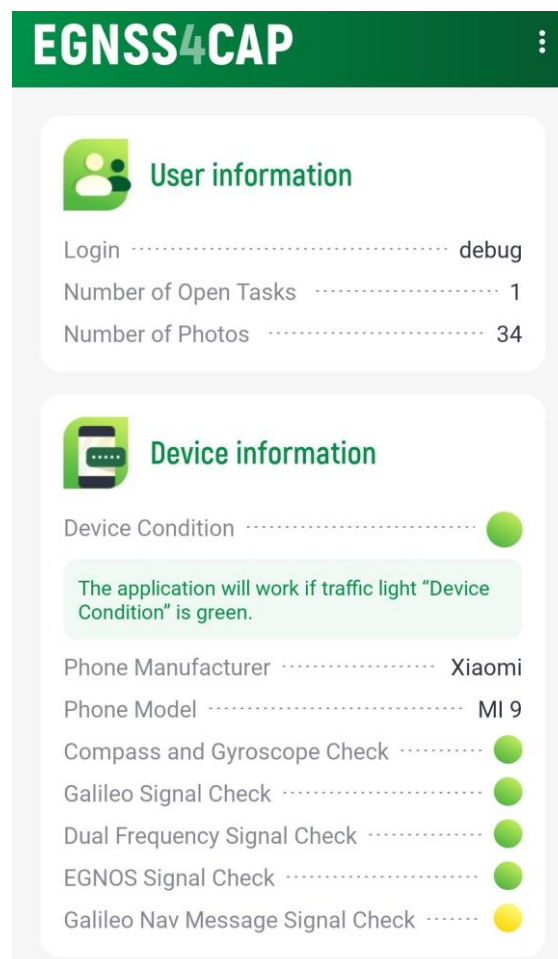 EGNSS4CAP
User information
Login debug
Number of Open Tasks 1
Number of Photos 34
Device information
Device Condition
The application will work if traffic light “Device
Condition” is green.
Phone Manufacturer Xiaomi
Phone Model MI 9
Compass and Gyroscope Check
Galileo Signal Check
Dual Frequency Signal Check
EGNOS Signal Check
Galileo Nav Message Signal Check